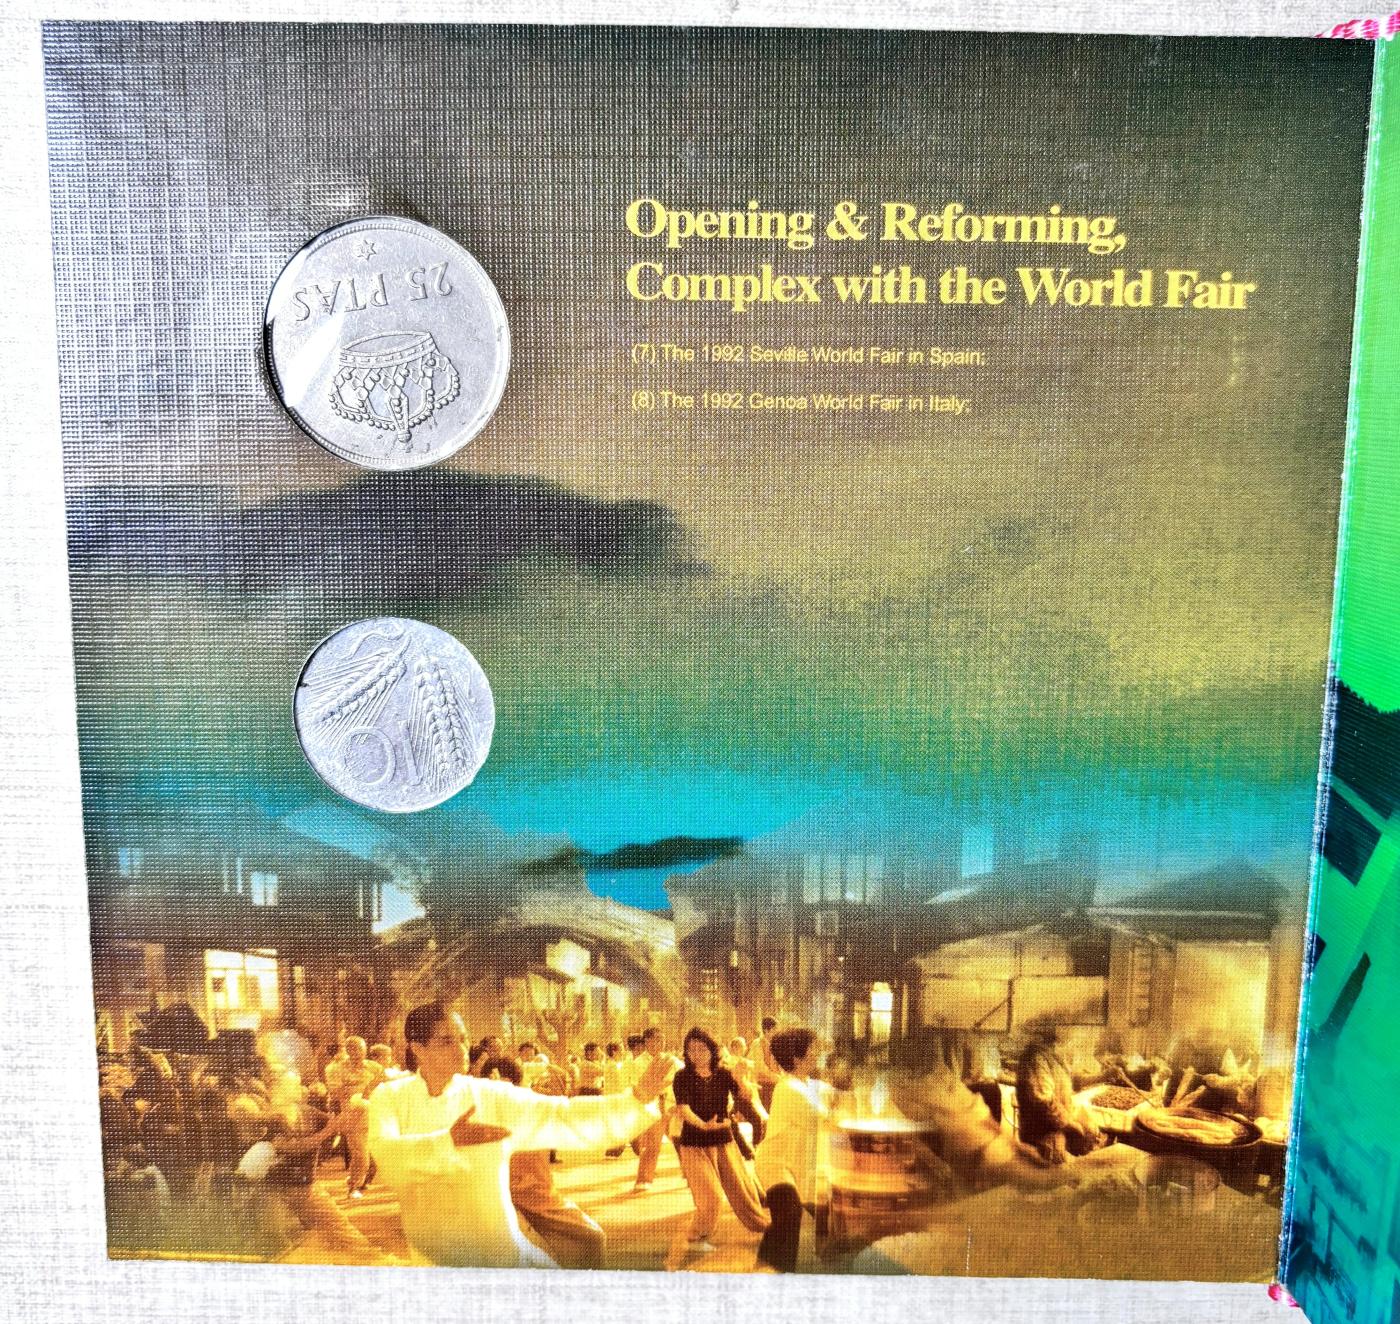 Opening & Reforming,
Complex with the World Fair
(7) The 1992 Seville World Fair in Spain;
(8) The 1992 Genoa World Fair in Italy;
25 PTAS
10